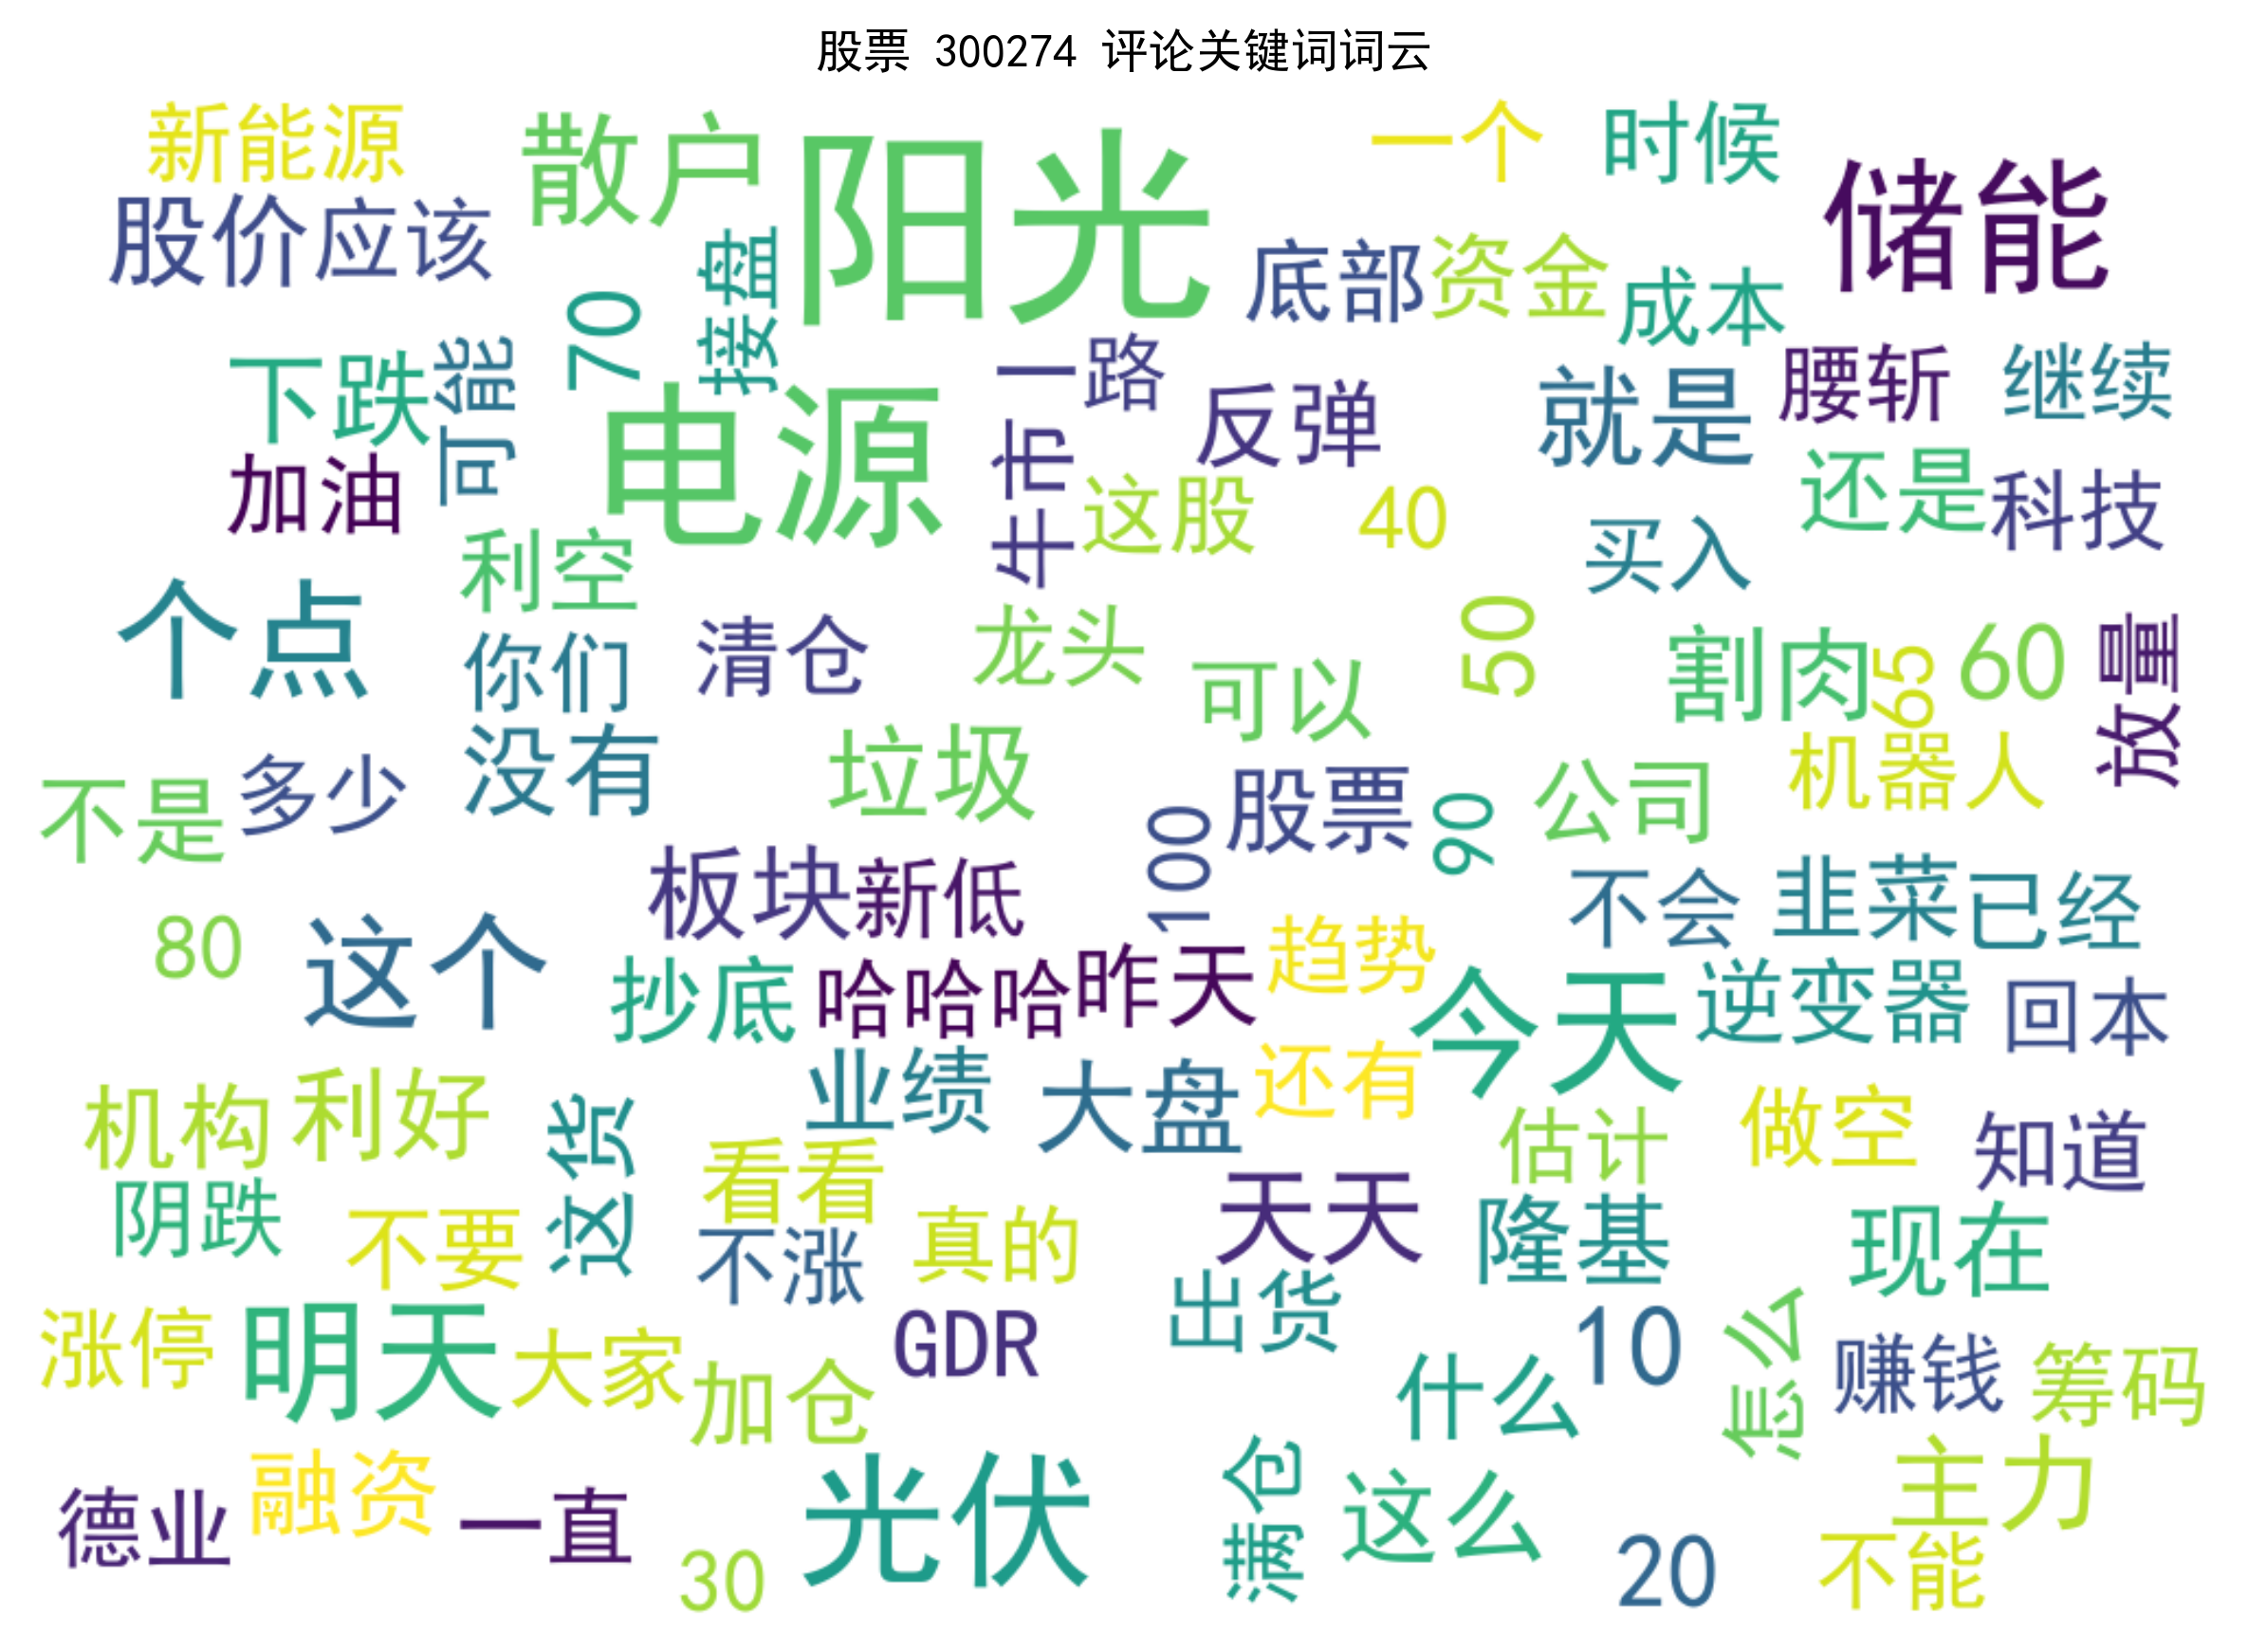 股票 300274 评论关键词词云
新能源
散户
阳光
一个
时候
储能
股价
应该
接盘
底部
资金
成本
70
下跌
可能
一路
反弹
就是
腰斩
继续
电源
加油
牛市
这股
40
还是
科技
买入
利空
个点
你们
清仓
龙头
可以
50
割肉
65
60
放量
没有
垃圾
不是
多少
100
股票
90
公司
机器人
板块
新低
不会
韭菜
已经
80
这个
抄底
哈哈哈
昨天
趋势
今天
逆变器
回本
机构
利好
这货
业绩
大盘
还有
估计
做空
知道
阴跌
不要
看看
不涨
真的
天天
隆基
现在
涨停
明天
大家
加仓
GDR
出货
什么
10
怎么
赚钱
筹码
德业
融资
一直
30
光伏
满仓
这么
20
主力
不能